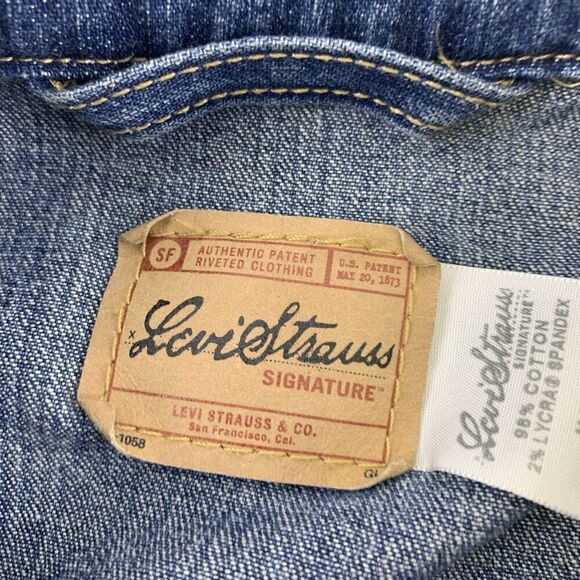 SF
AUTHENTIC PATENT
RIVETED CLOTHING
U.S. PATENT
MAY 20, 1873
x Levi Strauss
SIGNATURE™
LEVI STRAUSS & CO.
San Francisco, Cal.
-1058
Levi Strauss
SIGNATURE
98% COTTON
2% LYCRA® SPANDEX